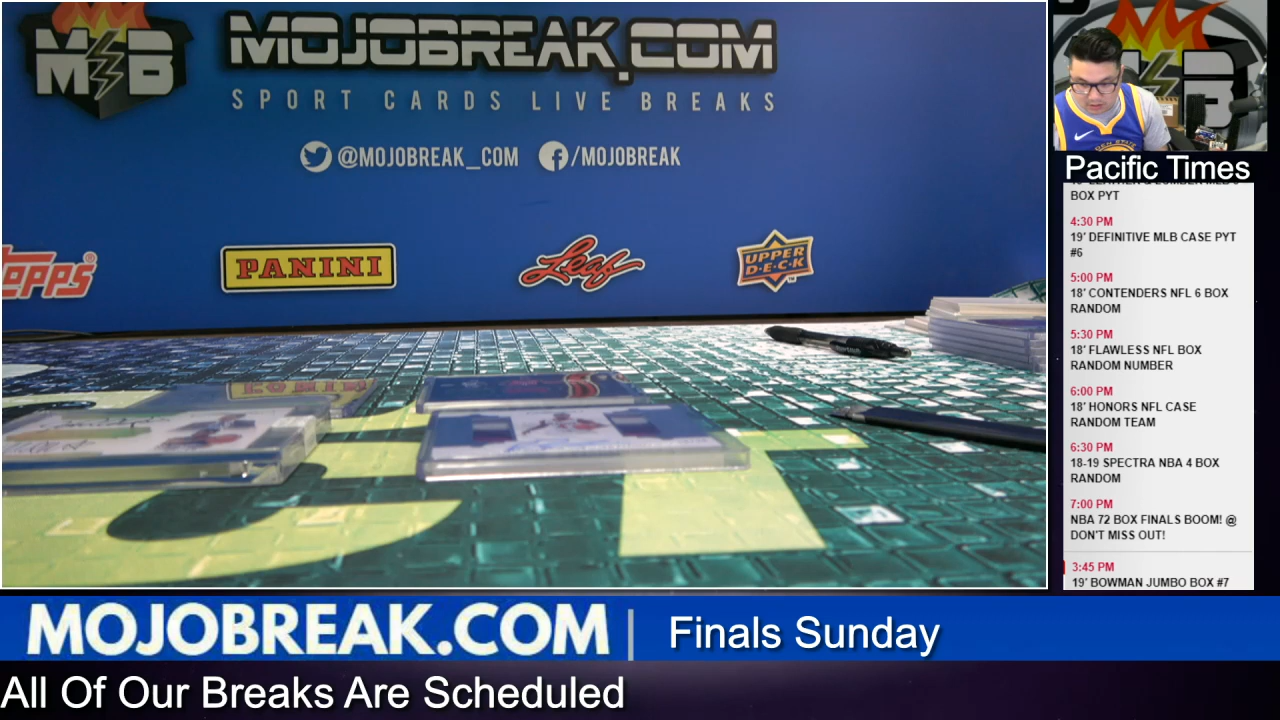 M B
MOJOBREAK.COM
SPORT CARDS LIVE BREAKS
@MOJOBREAK_COM
f/MOJOBREAK
TOPPS®
PANINI
Leaf
UPPER
DECK
Pacific Times
BOX PYT
4:30 PM
19' DEFINITIVE MLB CASE PYT
#6
5:00 PM
18' CONTENDERS NFL 6 BOX
RANDOM
5:30 PM
18' FLAWLESS NFL BOX
RANDOM NUMBER
6:00 PM
18' HONORS NFL CASE
RANDOM TEAM
6:30 PM
18-19 SPECTRA NBA 4 BOX
RANDOM
7:00 PM
NBA 72 BOX FINALS BOOM! @
DON'T MISS OUT!
3:45 PM
19' BOWMAN JUMBO BOX #7
MOJOBREAK.COM | Finals Sunday
All Of Our Breaks Are Scheduled